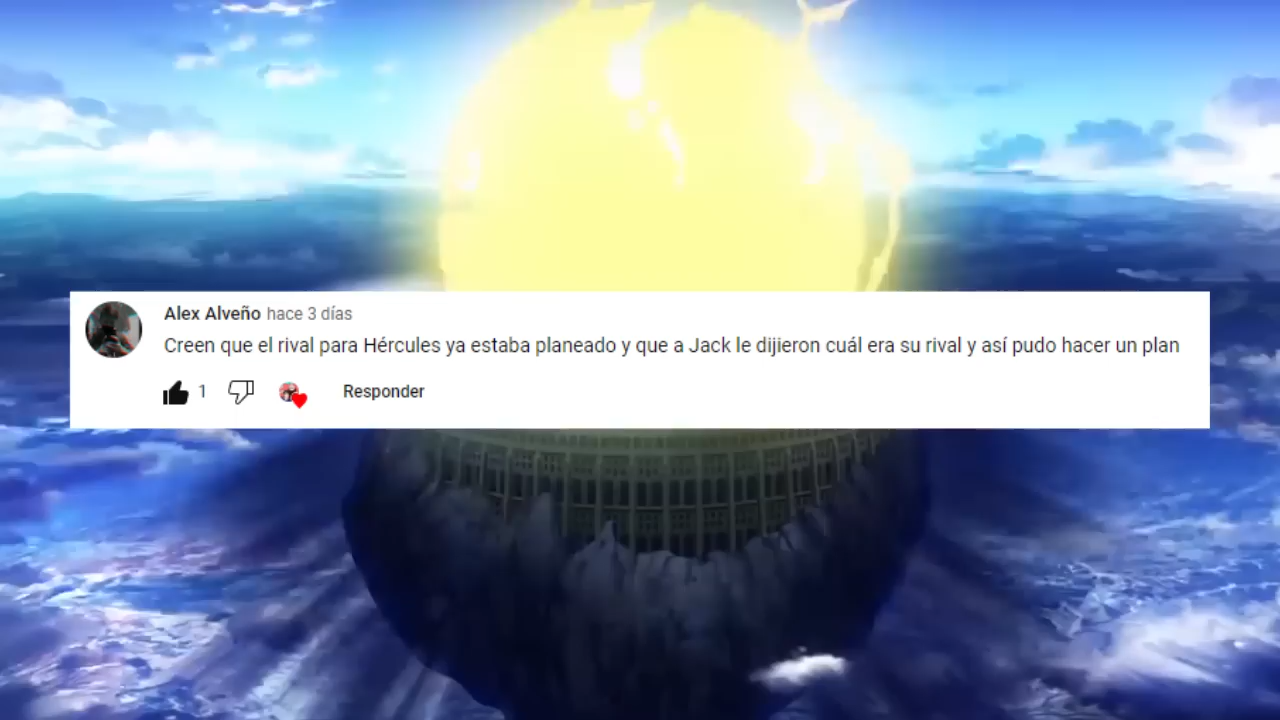 Alex Alveño hace 3 días
Creen que el rival para Hércules ya estaba planeado y que a Jack le dijieron cuál era su rival y así pudo hacer un plan
1 Responder